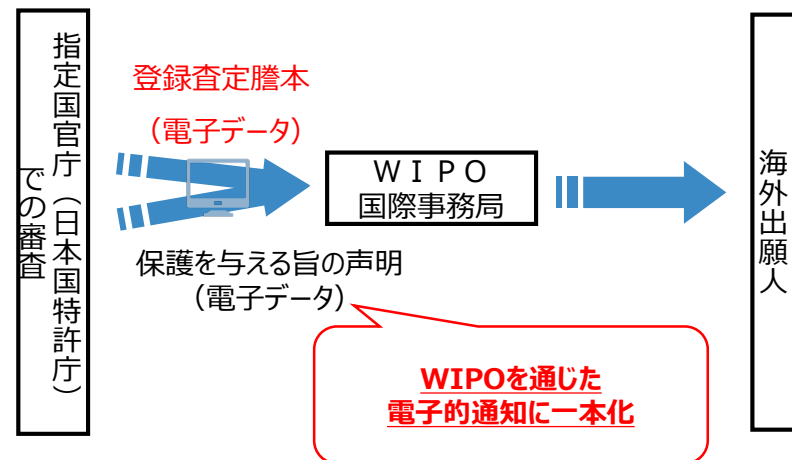 指定国官庁（日本国特許庁）
での審査
登録査定謄本
（電子データ）
ＷＩＰＯ
国際事務局
海外出願人
保護を与える旨の声明
（電子データ）
WIPOを通じた
電子的通知に一本化